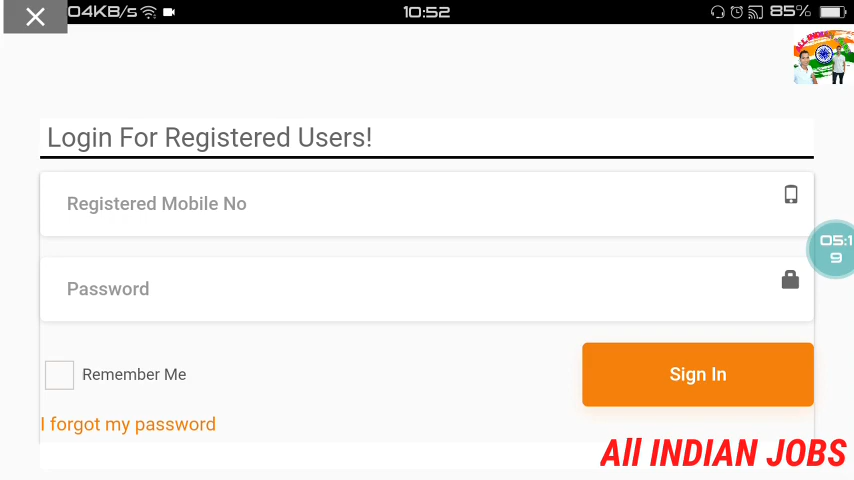 04KB/s
10:52
85%
Login For Registered Users!
Registered Mobile No
05:1
9
Password
Remember Me
Sign In
I forgot my password
All INDIAN JOBS